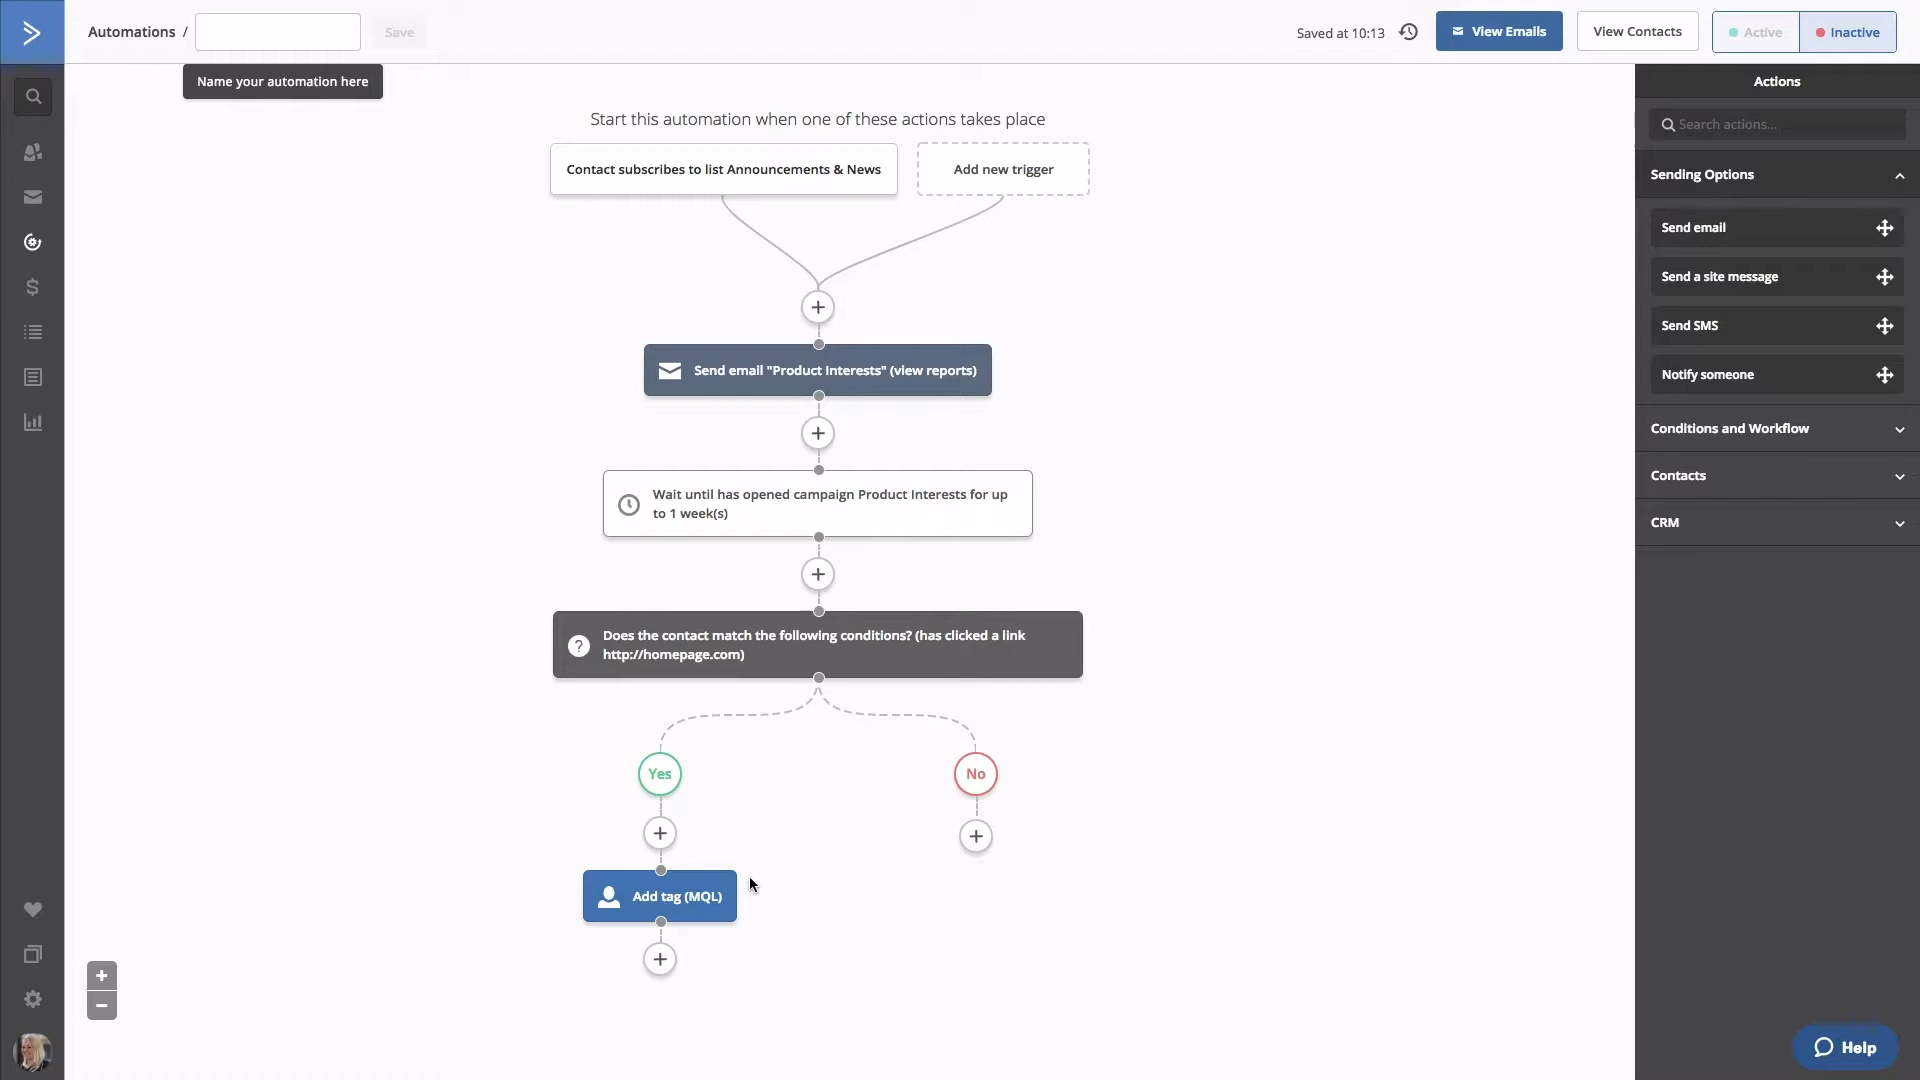 Automations /
Save
Saved at 10:13
View Emails
View Contacts
Active
Inactive
Name your automation here
Start this automation when one of these actions takes place
Contact subscribes to list Announcements & News
Add new trigger
Send email "Product Interests" (view reports)
Wait until has opened campaign Product Interests for up
to 1 week(s)
Does the contact match the following conditions? (has clicked a link
http://homepage.com)
Yes
No
Add tag (MQL)
Actions
Search actions...
Sending Options
Send email
Send a site message
Send SMS
Notify someone
Conditions and Workflow
Contacts
CRM
Help